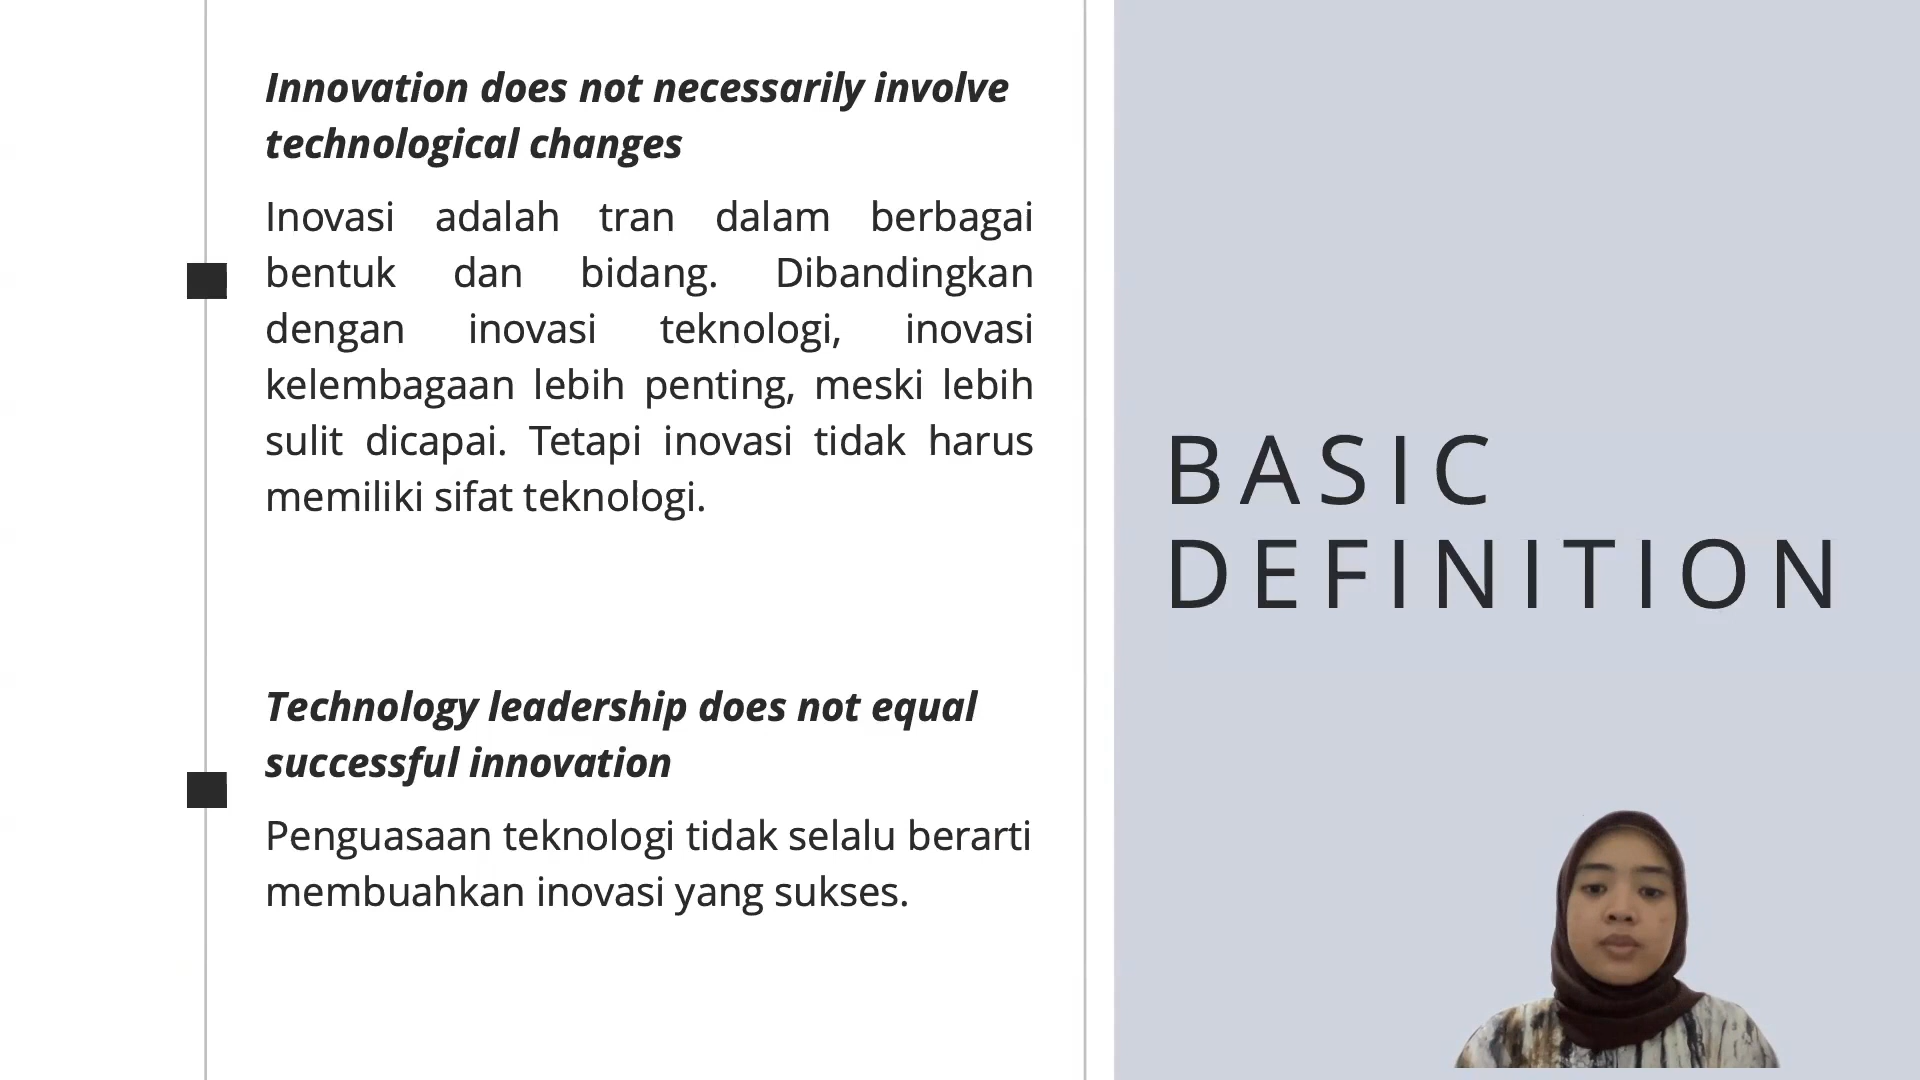 Innovation does not necessarily involve
technological changes
Inovasi adalah tran dalam berbagai
bentuk dan bidang. Dibandingkan
dengan inovasi teknologi, inovasi
kelembagaan lebih penting, meski lebih
sulit dicapai. Tetapi inovasi tidak harus
memiliki sifat teknologi.
Technology leadership does not equal
successful innovation
Penguasaan teknologi tidak selalu berarti
membuahkan inovasi yang sukses.
BASIC
DEFINITION